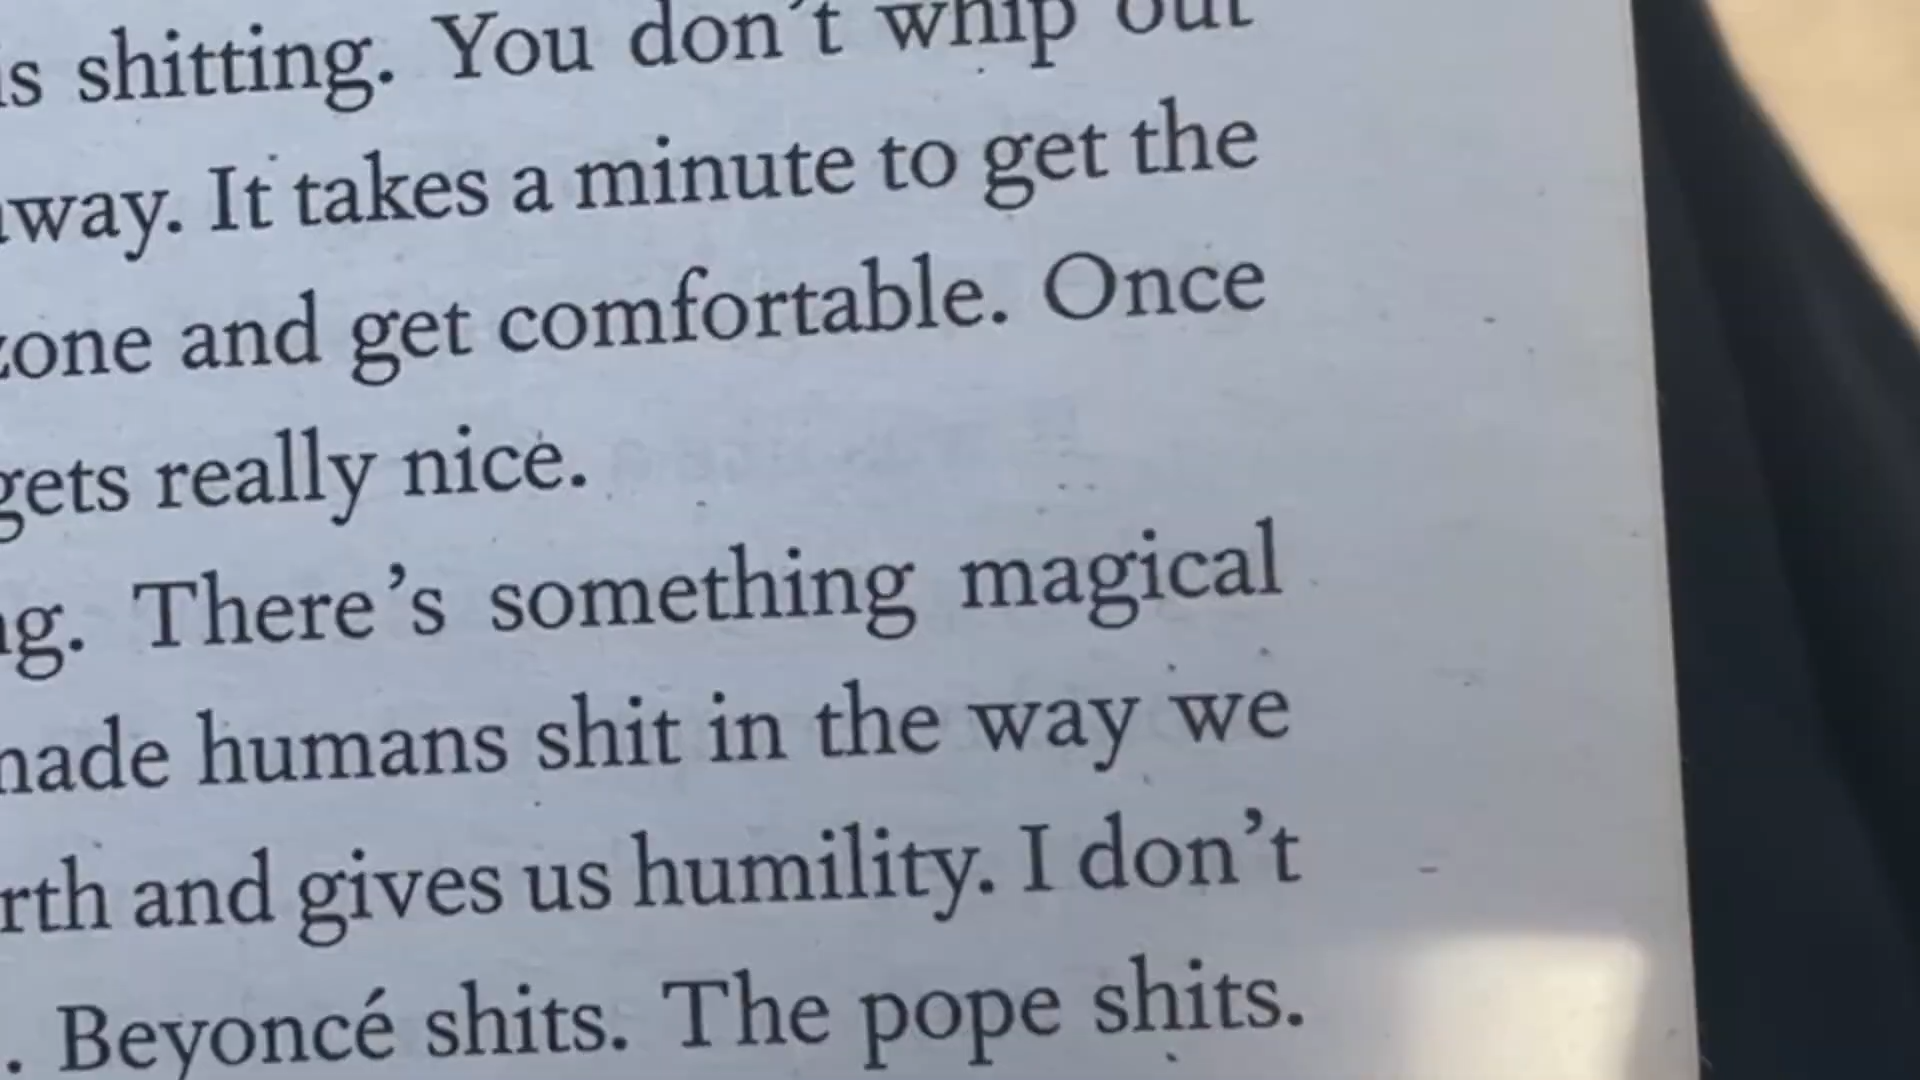 is shitting. You don't whip out
way. It takes a minute to get the
zone and get comfortable. Once
gets really nice.
There's something magical
made humans shit in the way we
and gives us humility. I don't
. Beyoncé shits. The pope shits.